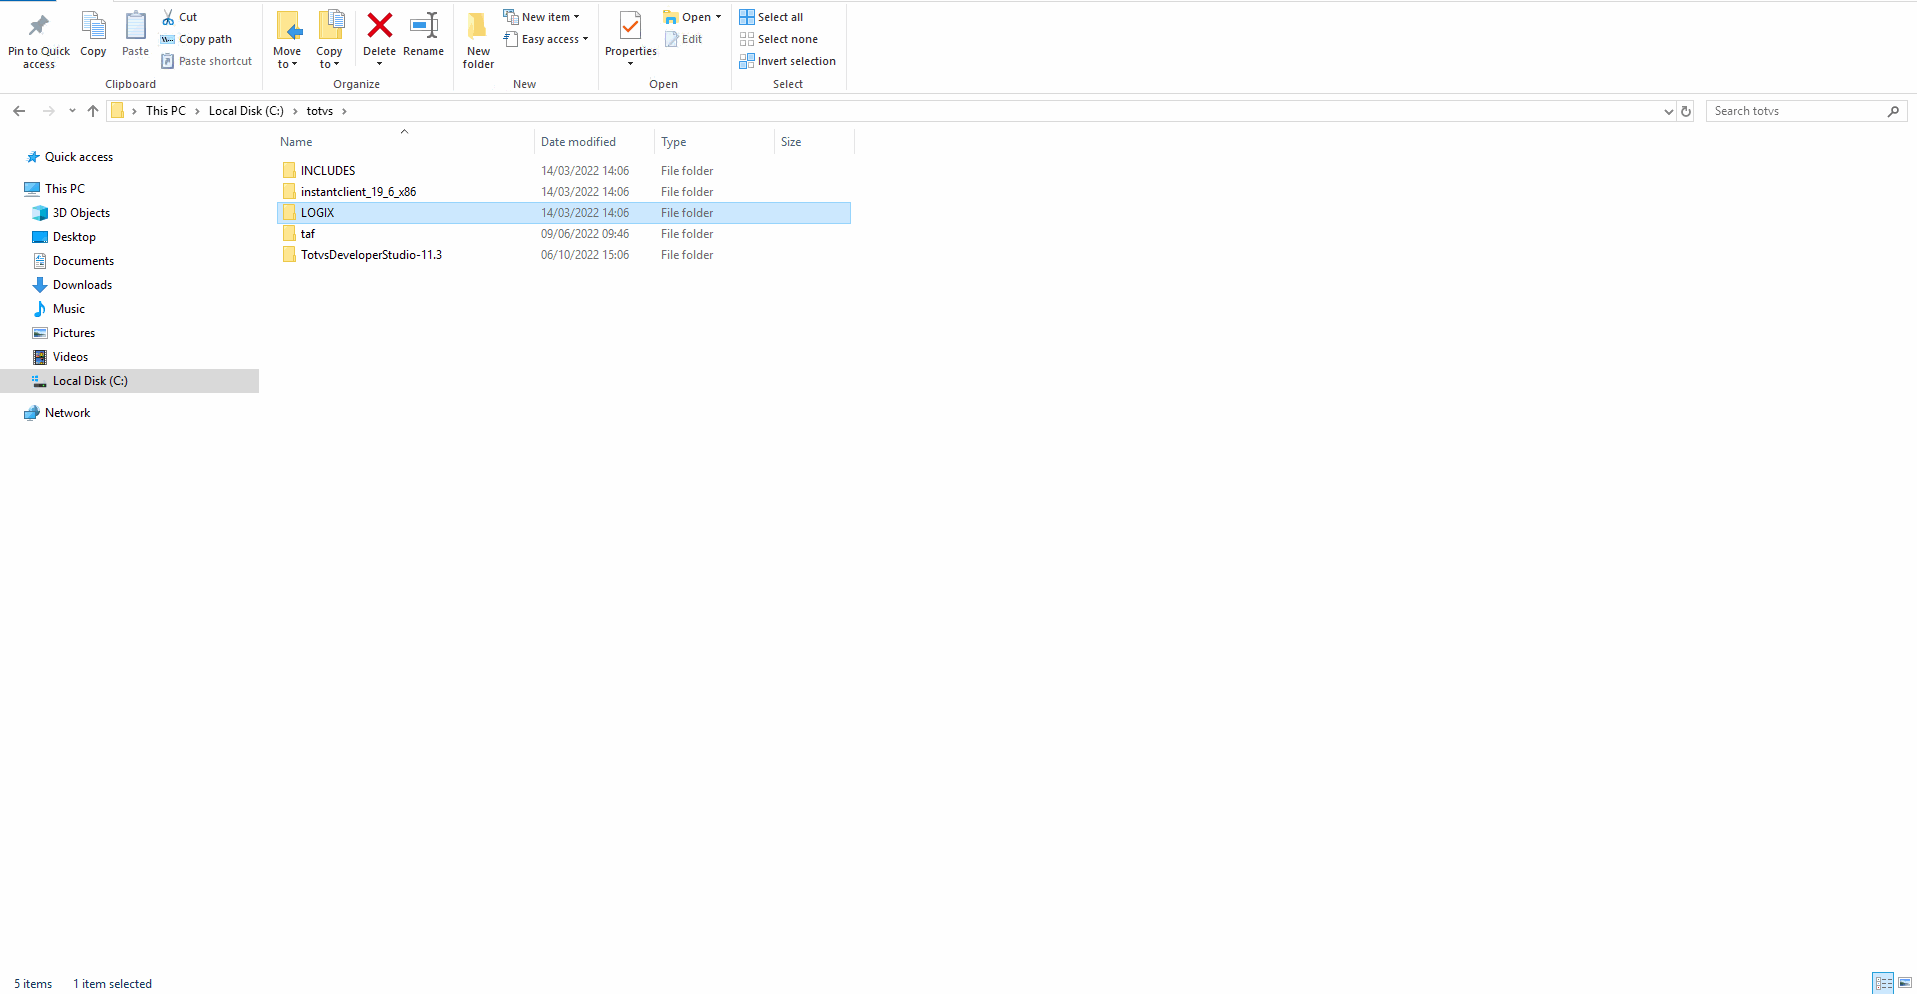 Pin to Quick access
Copy
Paste
Cut
Copy path
Paste shortcut
Clipboard
Move to
Copy to
Delete
Rename
Organize
New folder
New item
Easy access
New
Properties
Open
Edit
Open
Select all
Select none
Invert selection
Select
This PC > Local Disk (C:) > totvs >
Search totvs
Quick access
This PC
3D Objects
Desktop
Documents
Downloads
Music
Pictures
Videos
Local Disk (C:)
Network
Name Date modified Type Size
INCLUDES 14/03/2022 14:06 File folder
instantclient_19_6_x86 14/03/2022 14:06 File folder
LOGIX 14/03/2022 14:06 File folder
taf 09/06/2022 09:46 File folder
TotvsDeveloperStudio-11.3 06/10/2022 15:06 File folder
5 items 1 item selected